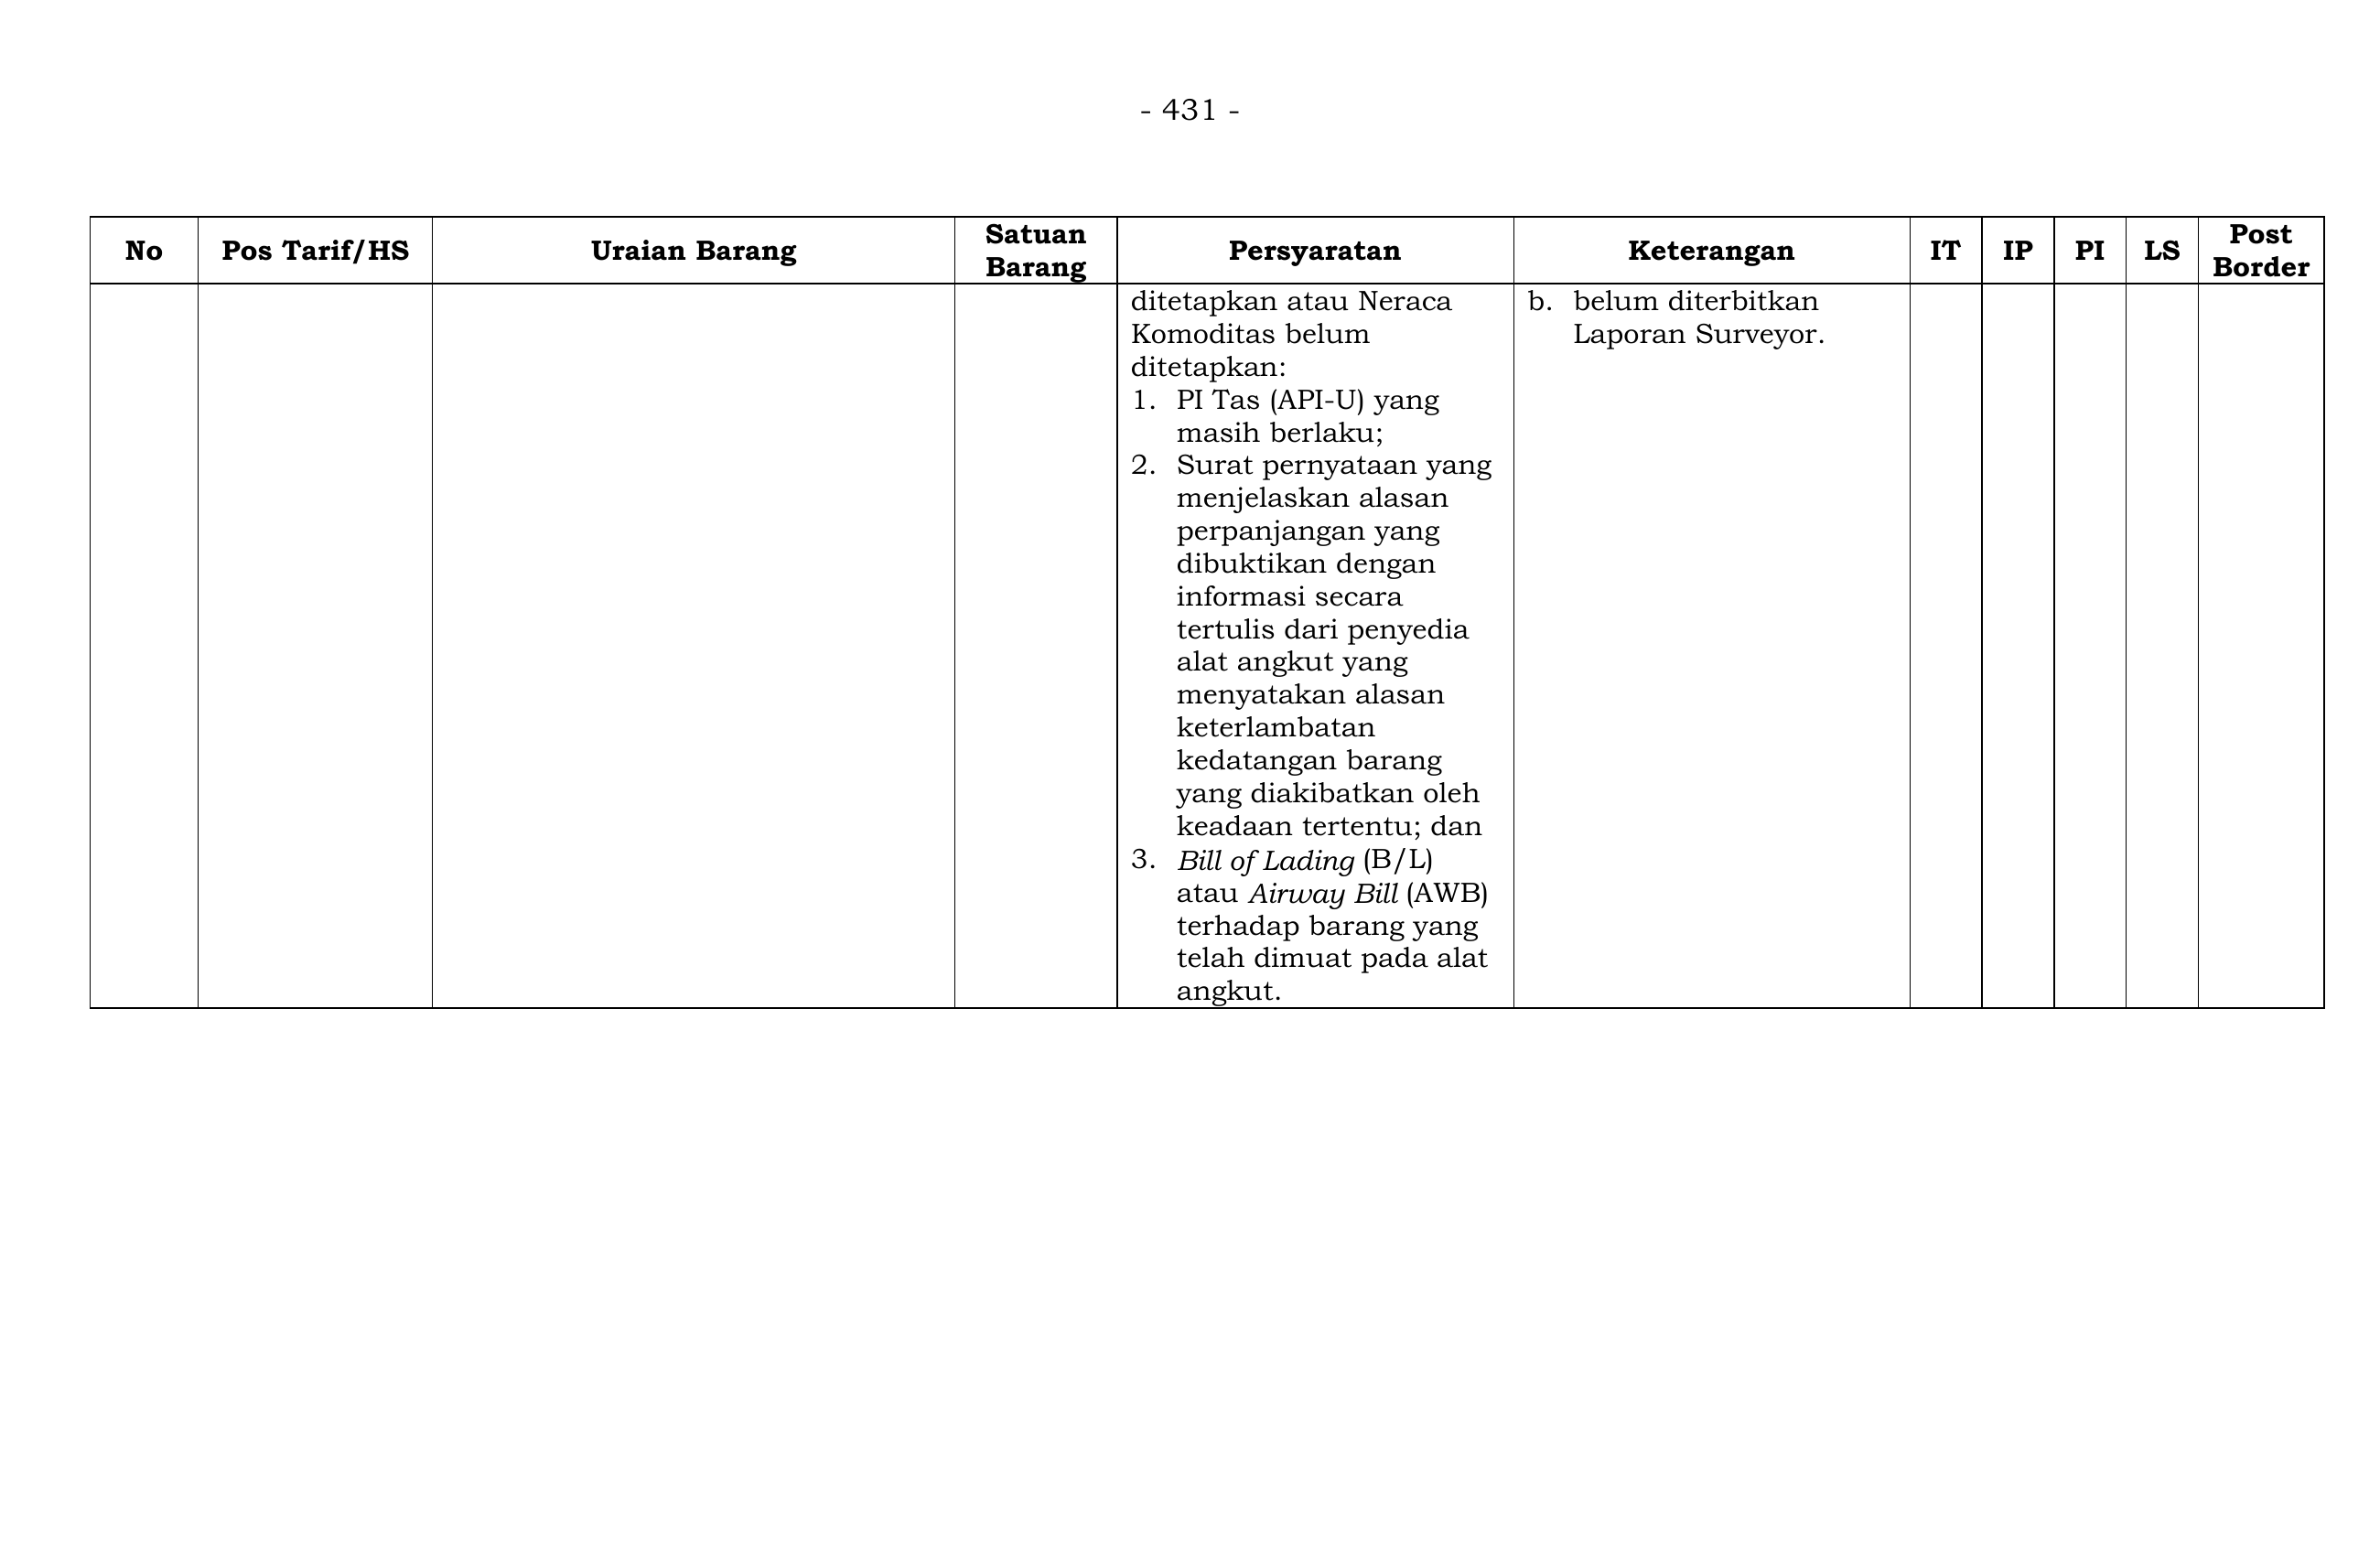 - 431 -
No Pos Tarif/HS Uraian Barang Satuan Barang Persyaratan Keterangan IT IP PI LS Post Border
ditetapkan atau Neraca
Komoditas belum
ditetapkan:
1. PI Tas (API-U) yang
masih berlaku;
2. Surat pernyataan yang
menjelaskan alasan
perpanjangan yang
dibuktikan dengan
informasi secara
tertulis dari penyedia
alat angkut yang
menyatakan alasan
keterlambatan
kedatangan barang
yang diakibatkan oleh
keadaan tertentu; dan
3. Bill of Lading (B/L)
atau Airway Bill (AWB)
terhadap barang yang
telah dimuat pada alat
angkut.
b. belum diterbitkan
Laporan Surveyor.